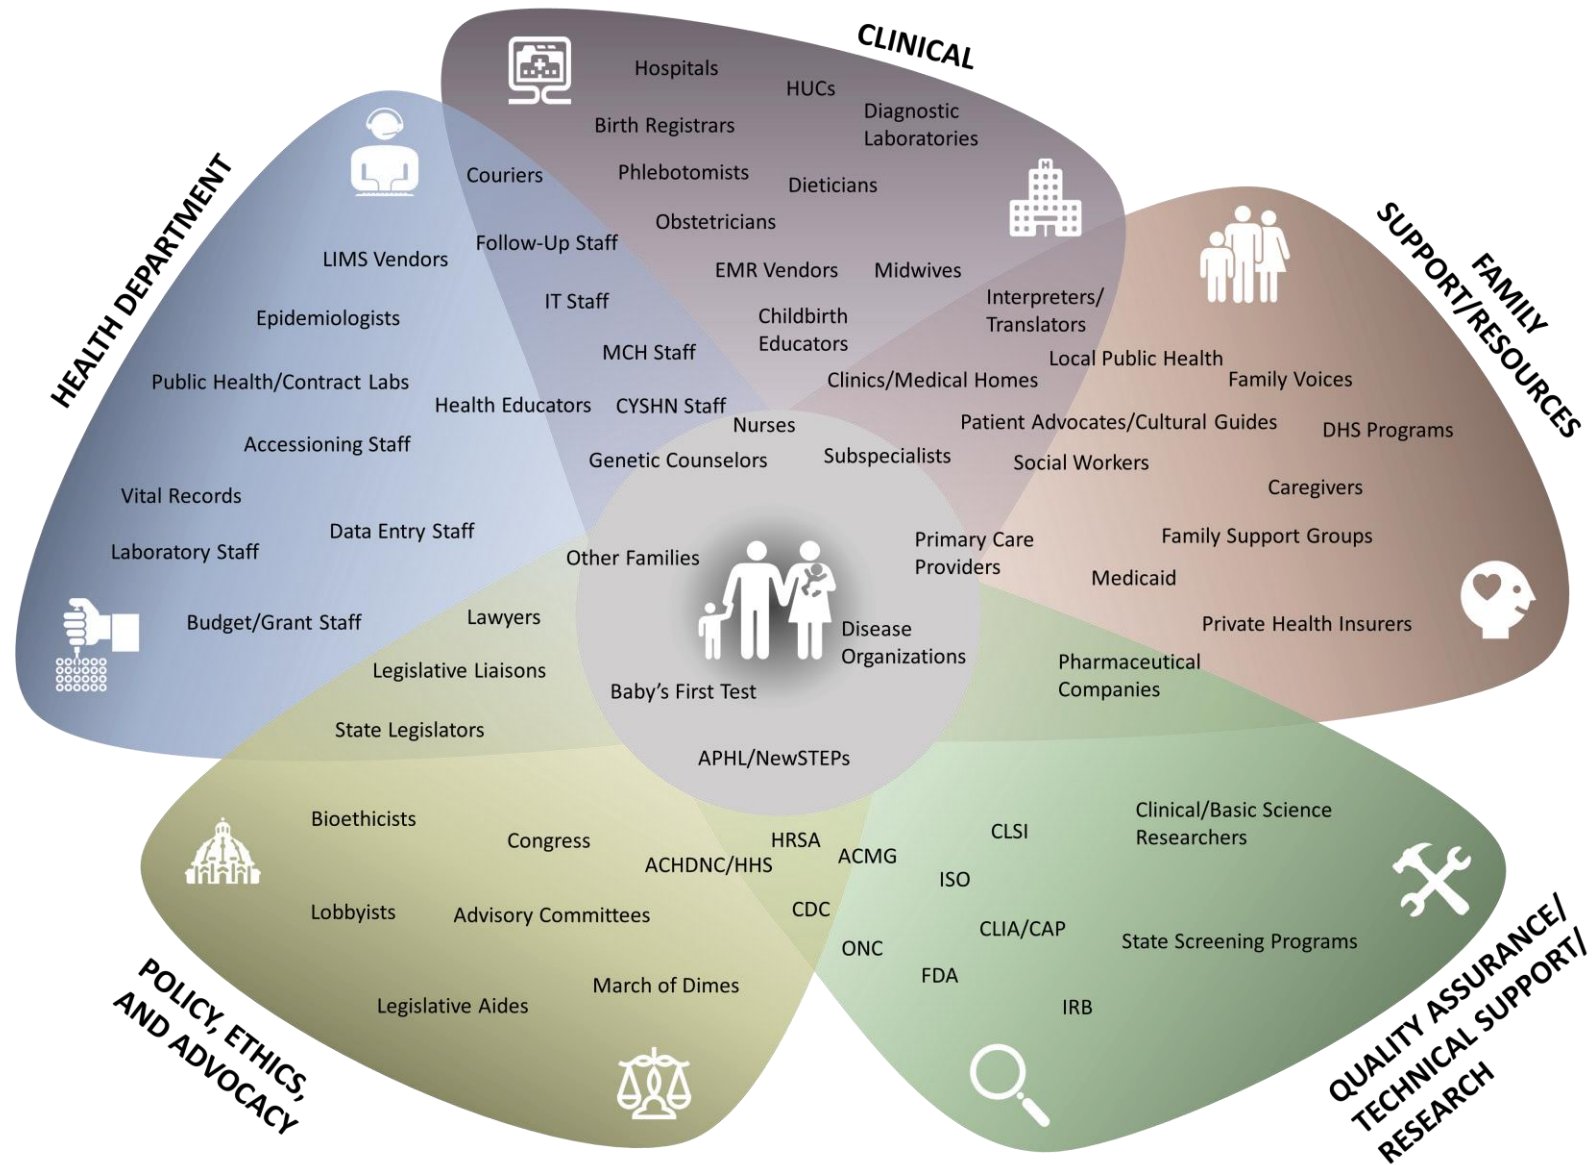 CLINICAL
Hospitals
HUCs
Diagnostic
Laboratories
Birth Registrars
Phlebotomists
Dieticians
Obstetricians
EMR Vendors
Midwives
Childbirth
Educators
Couriers
Follow-Up Staff
IT Staff
MCH Staff
CYSHN Staff
HEALTH DEPARTMENT
LIMS Vendors
Epidemiologists
Public Health/Contract Labs
Health Educators
Accessioning Staff
Vital Records
Data Entry Staff
Laboratory Staff
Budget/Grant Staff
FAMILY
SUPPORT/RESOURCES
Interpreters/
Translators
Local Public Health
Clinics/Medical Homes
Family Voices
Patient Advocates/Cultural Guides
DHS Programs
Social Workers
Caregivers
Family Support Groups
Medicaid
Private Health Insurers
Pharmaceutical
Companies
Nurses
Genetic Counselors
Subspecialists
Other Families
Primary Care
Providers
Disease
Organizations
Baby’s First Test
APHL/NewSTEPs
Lawyers
Legislative Liaisons
State Legislators
POLICY, ETHICS,
AND ADVOCACY
Bioethicists
Congress
Lobbyists
Advisory Committees
March of Dimes
Legislative Aides
HRSA
ACHDNC/HHS
ACMG
CDC
ONC
QUALITY ASSURANCE/
TECHNICAL SUPPORT/
RESEARCH
CLSI
Clinical/Basic Science
Researchers
ISO
CLIA/CAP
State Screening Programs
FDA
IRB
H